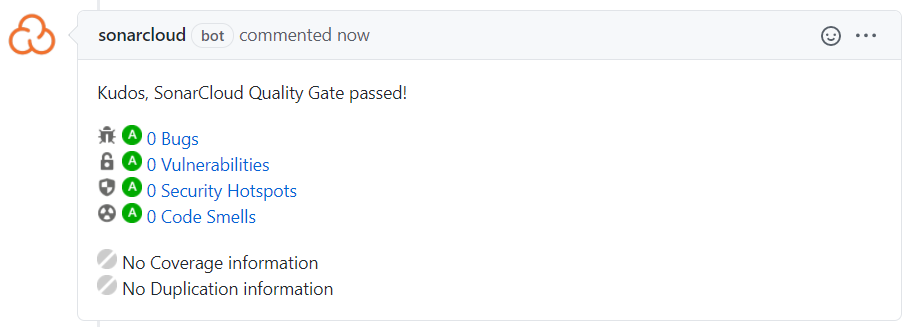 sonarcloud bot commented now
Kudos, SonarCloud Quality Gate passed!
A 0 Bugs
A 0 Vulnerabilities
A 0 Security Hotspots
A 0 Code Smells
No Coverage information
No Duplication information